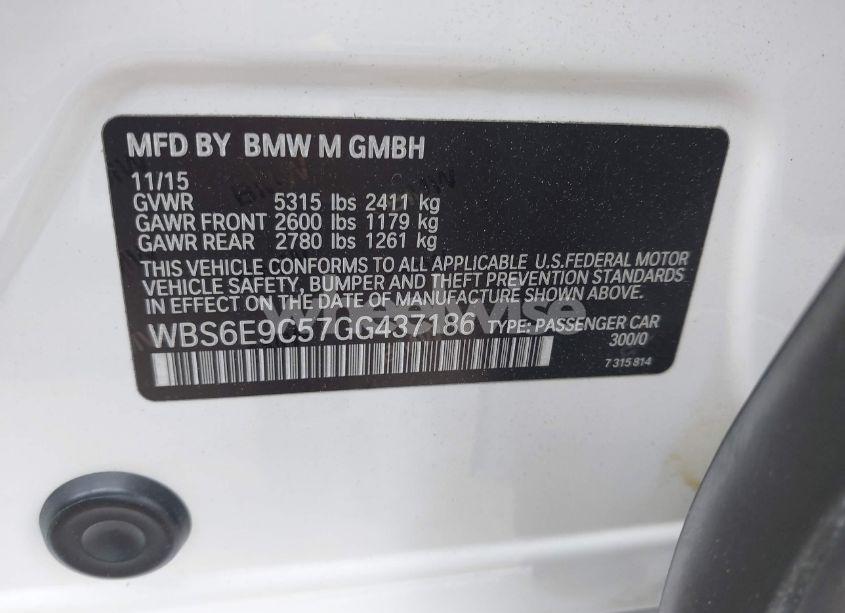 MFD BY BMW M GMBH
11/15
GVWR 5315 lbs 2411 kg
GAWR FRONT 2600 lbs 1179 kg
GAWR REAR 2780 lbs 1261 kg
THIS VEHICLE CONFORMS TO ALL APPLICABLE U.S.FEDERAL MOTOR
VEHICLE SAFETY, BUMPER AND THEFT PREVENTION STANDARDS
IN EFFECT ON THE DATE OF MANUFACTURE SHOWN ABOVE.
wheelwise
WBS6E9C57GG437186 TYPE: PASSENGER CAR
300/0
7 315 814